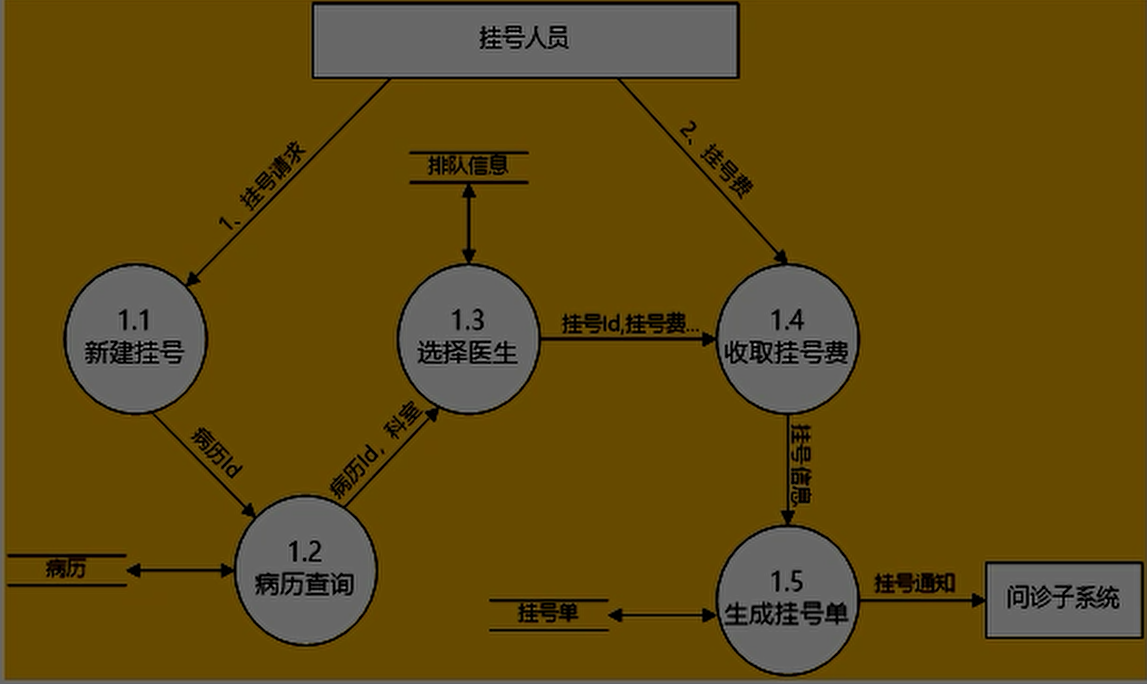 挂号人员
1、挂号请求
2、挂号费
排队信息
1.1
新建挂号
1.3
选择医生
挂号Id,挂号费...
1.4
收取挂号费
病历Id
病历Id，科室
挂号信息
病历
1.2
病历查询
挂号单
1.5
生成挂号单
挂号通知
问诊子系统